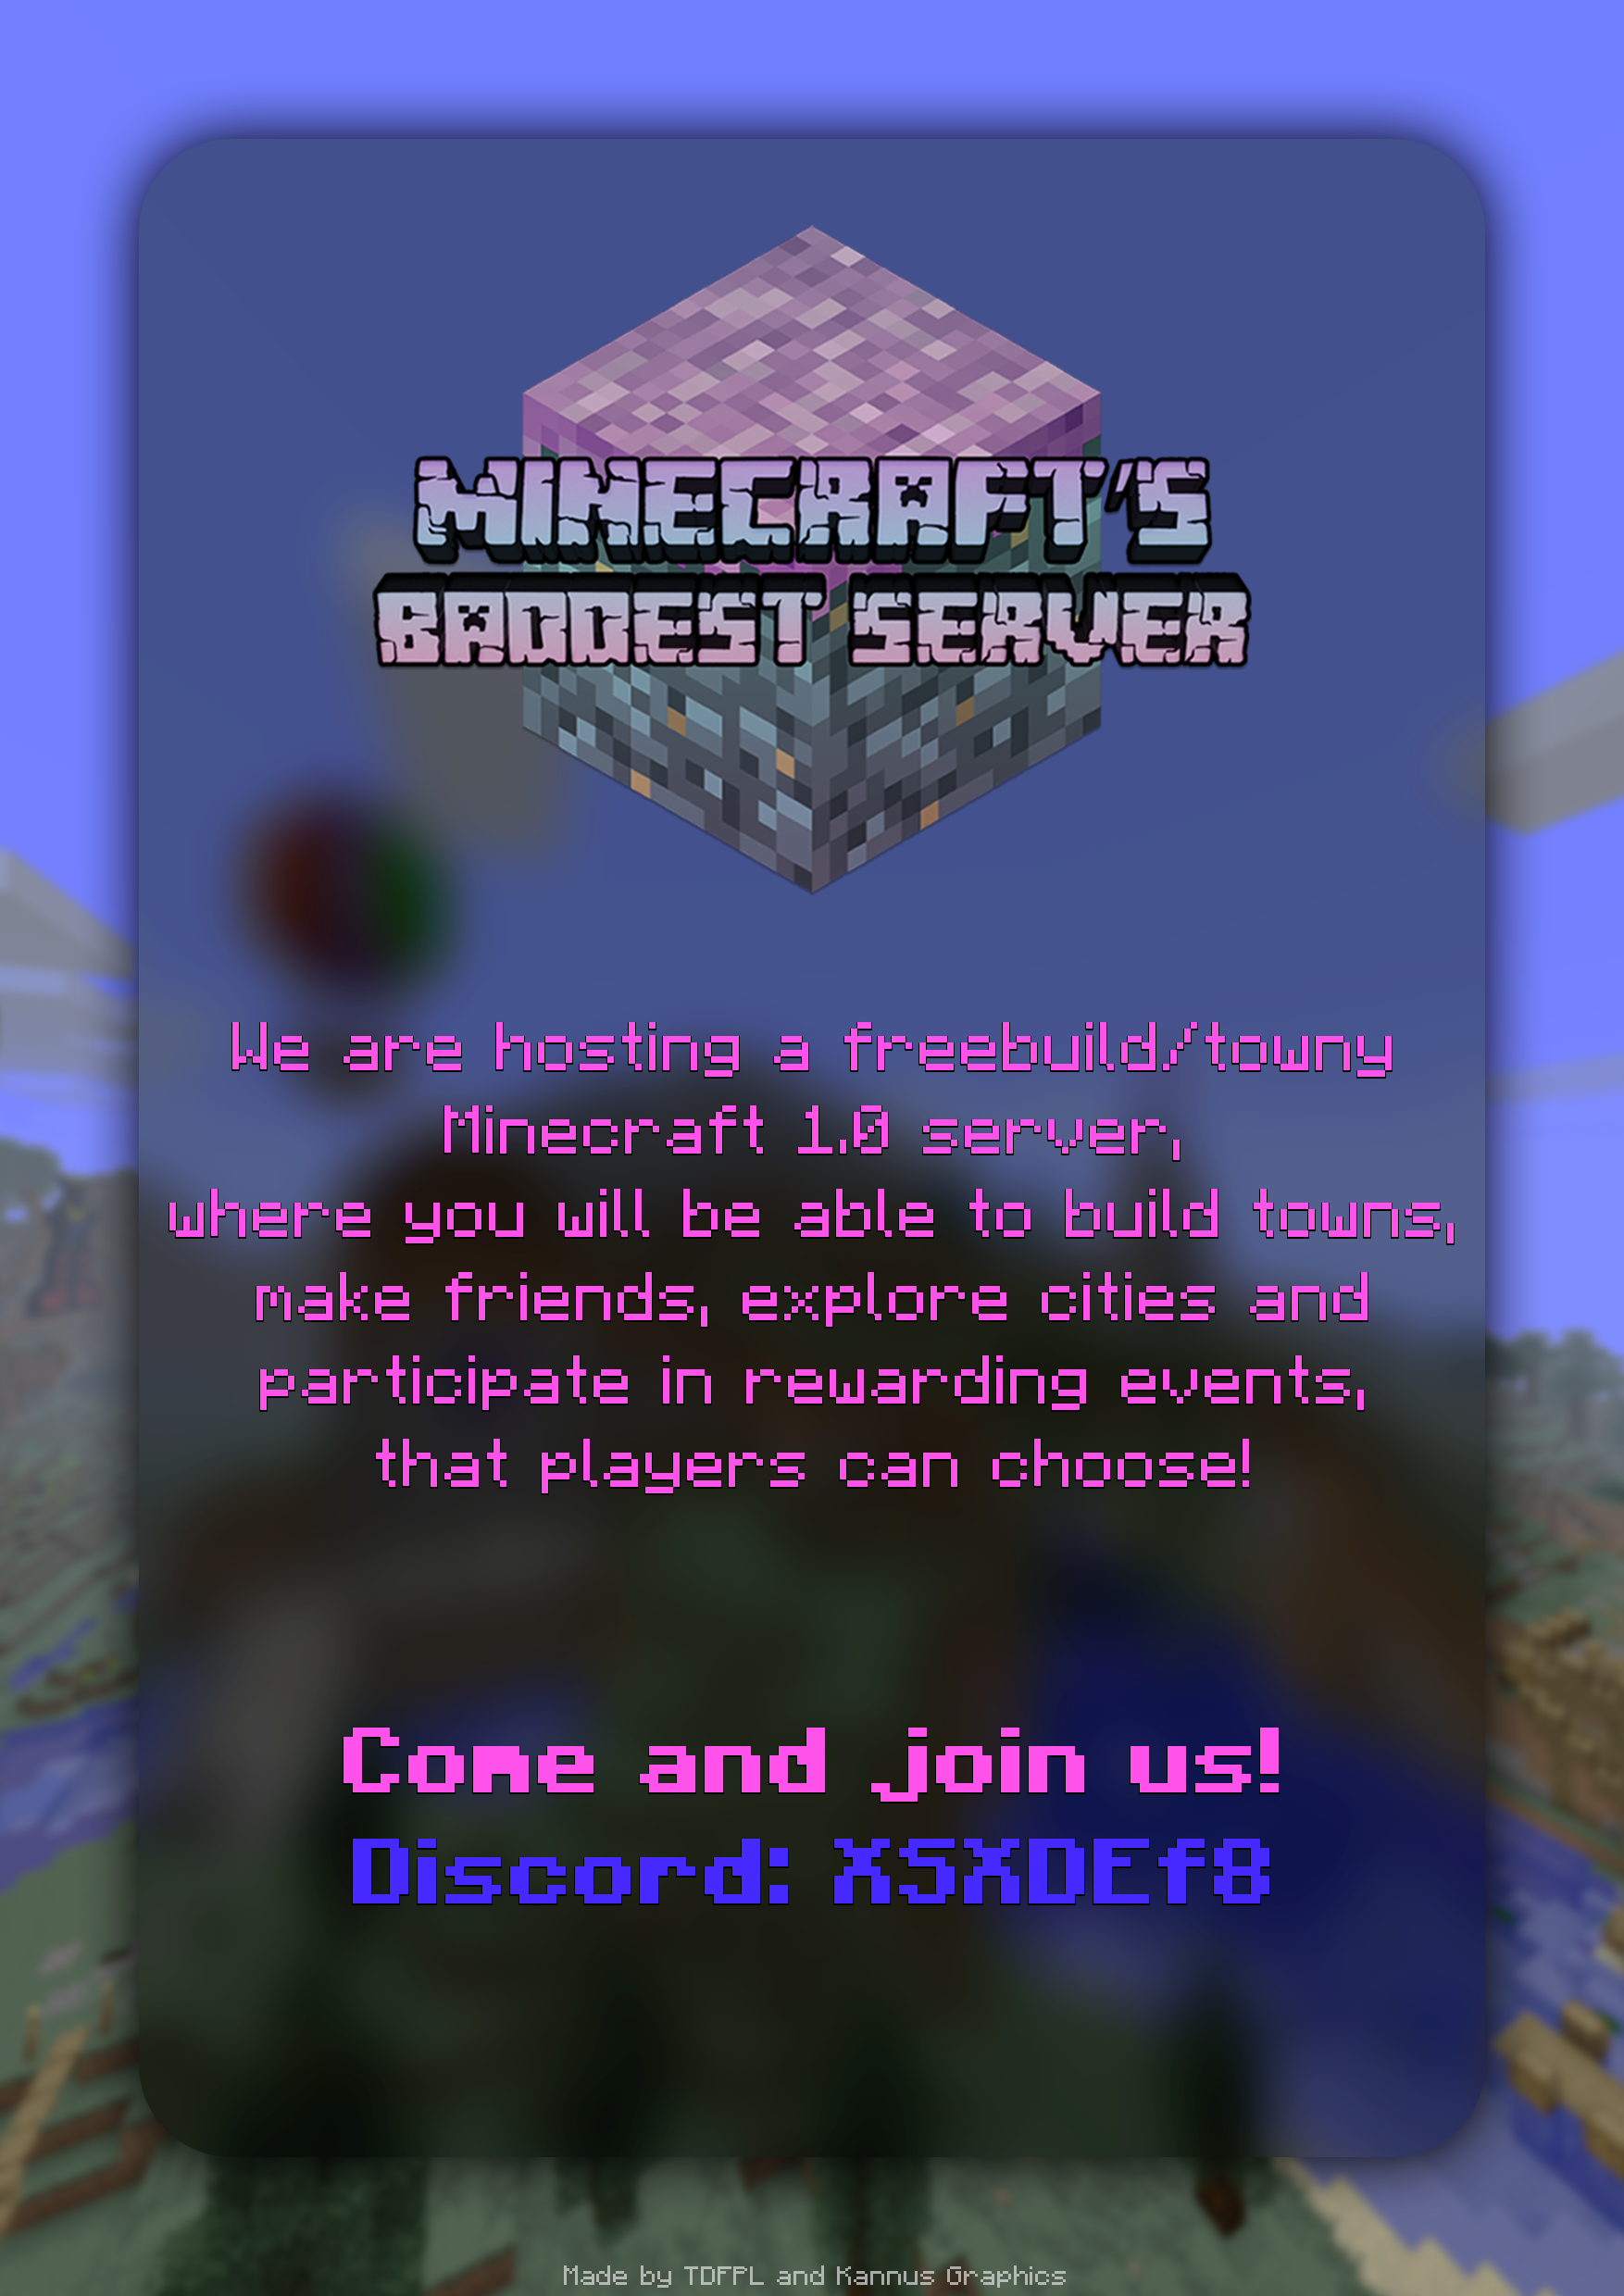 MINECRAFT'S
BADDEST SERVER
We are hosting a freebuild/towny
Minecraft 1.0 server,
where you will be able to build towns,
make friends, explore cities and
participate in rewarding events,
that players can choose!
Come and join us!
Discord: XSXDEf8
Made by TDFPL and Kannus Graphics